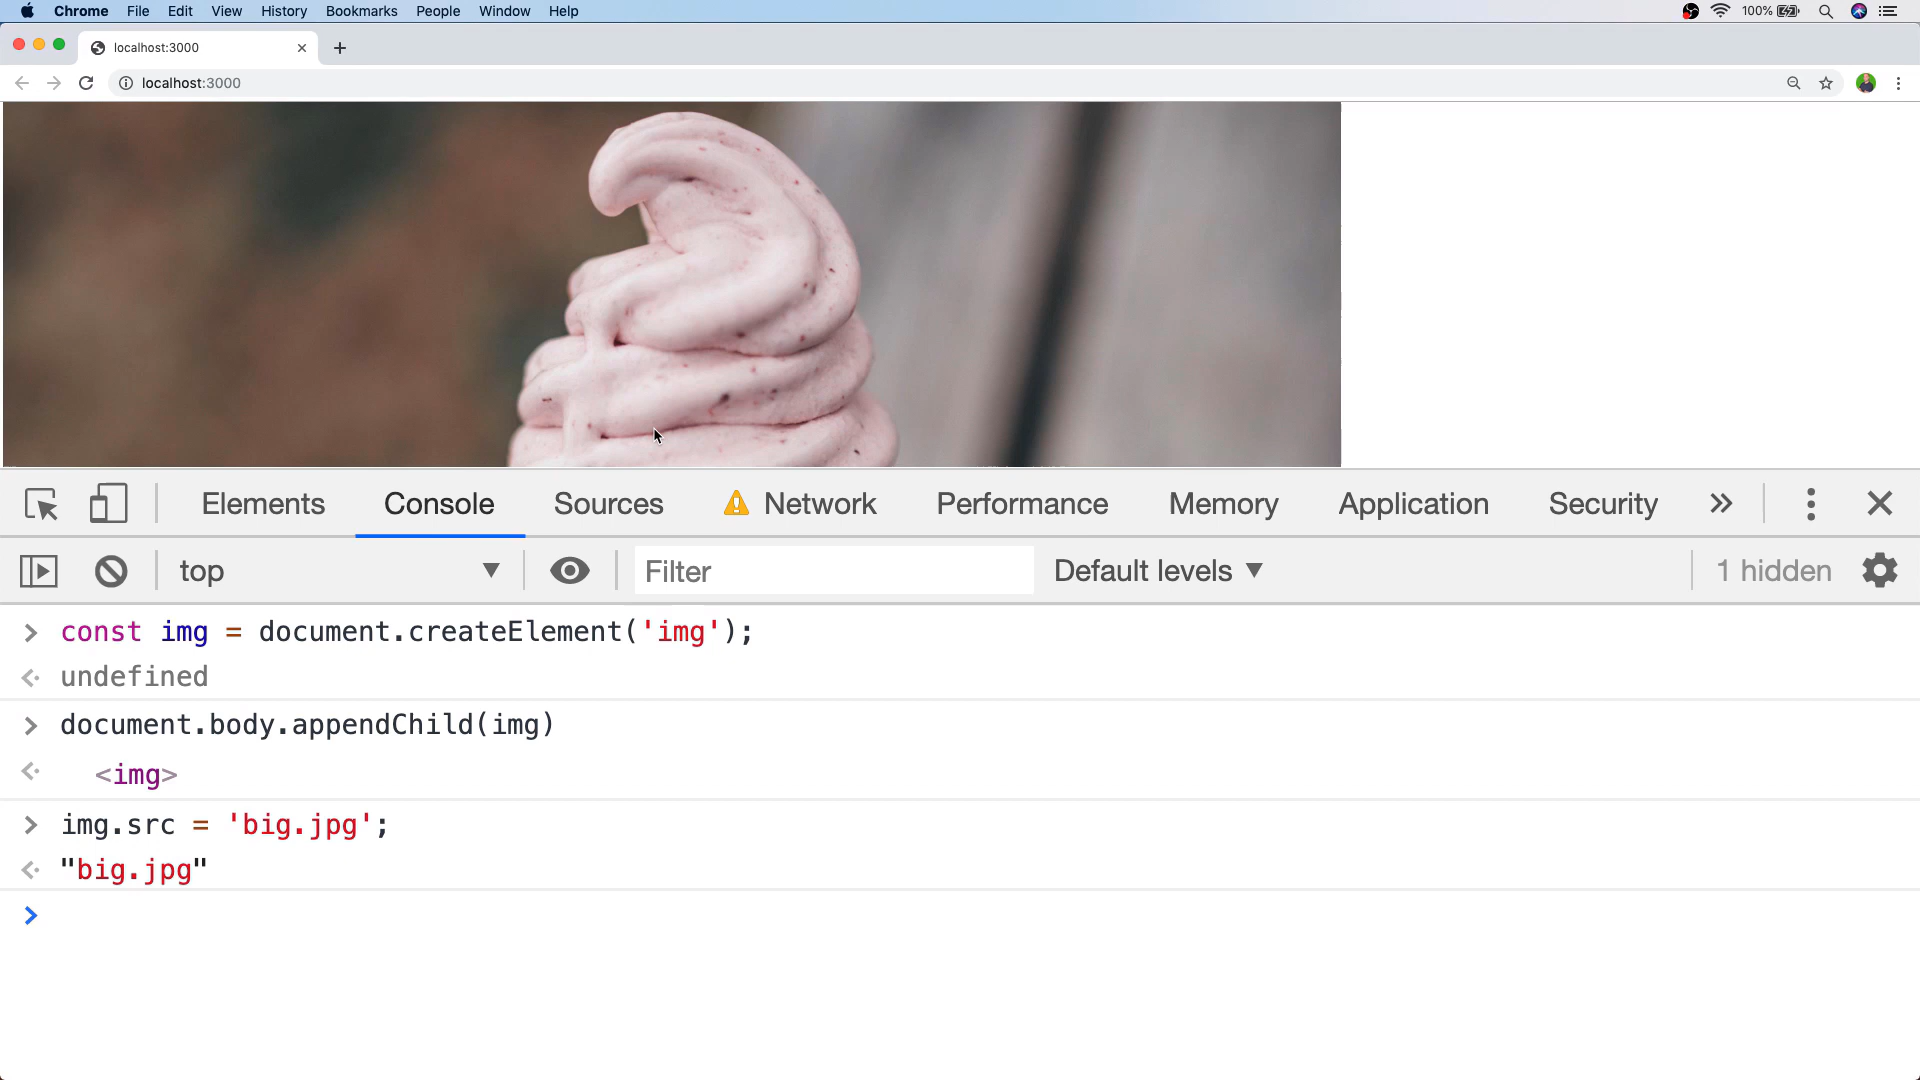 Chrome File Edit View History Bookmarks People Window Help 100%
localhost:3000
localhost:3000
Elements Console Sources Network Performance Memory Application Security
top Filter Default levels 1 hidden
const img = document.createElement('img');
undefined
document.body.appendChild(img)
<img>
img.src = 'big.jpg';
"big.jpg"